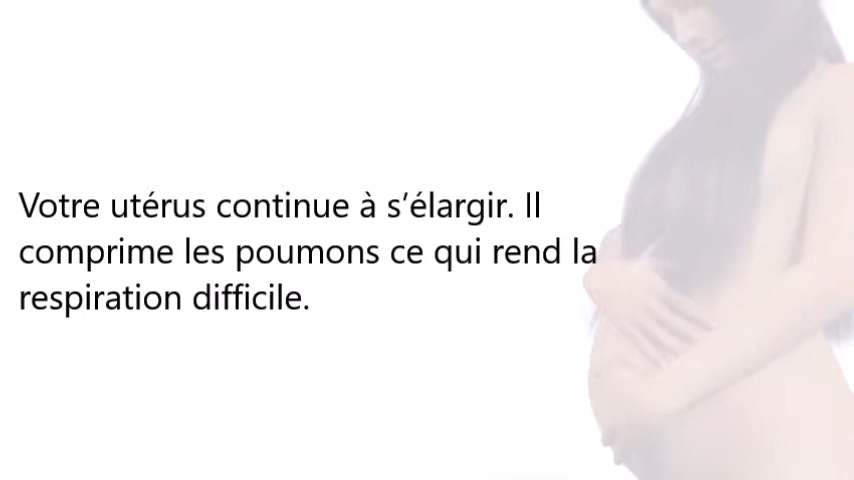 Votre utérus continue à s’élargir. Il
comprime les poumons ce qui rend la
respiration difficile.